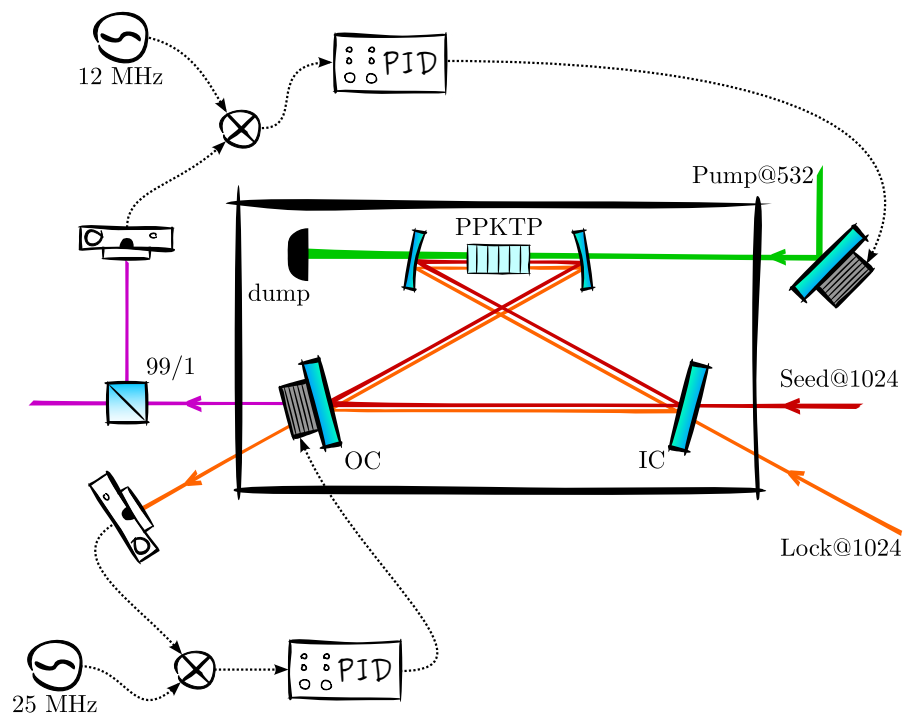 12 MHz
PID
Pump@532
PPKTP
dump
99/1
Seed@1024
OC
IC
Lock@1024
PID
25 MHz